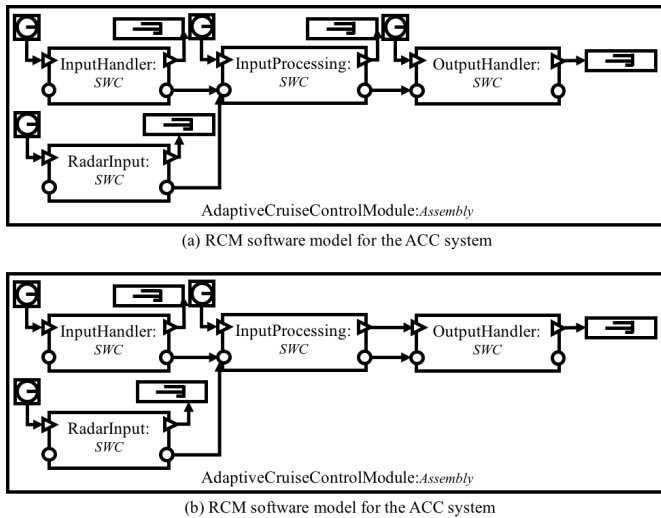 InputHandler:
SWC
InputProcessing:
SWC
OutputHandler:
SWC
RadarInput:
SWC
AdaptiveCruiseControlModule:Assembly
(a) RCM software model for the ACC system
InputHandler:
SWC
InputProcessing:
SWC
OutputHandler:
SWC
RadarInput:
SWC
AdaptiveCruiseControlModule:Assembly
(b) RCM software model for the ACC system